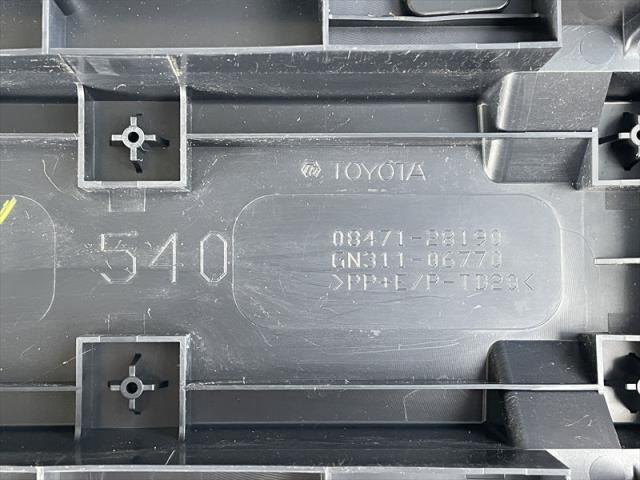 TOYOTA
540
08471-28190
GN311-06770
>PP+E/P-TD20<